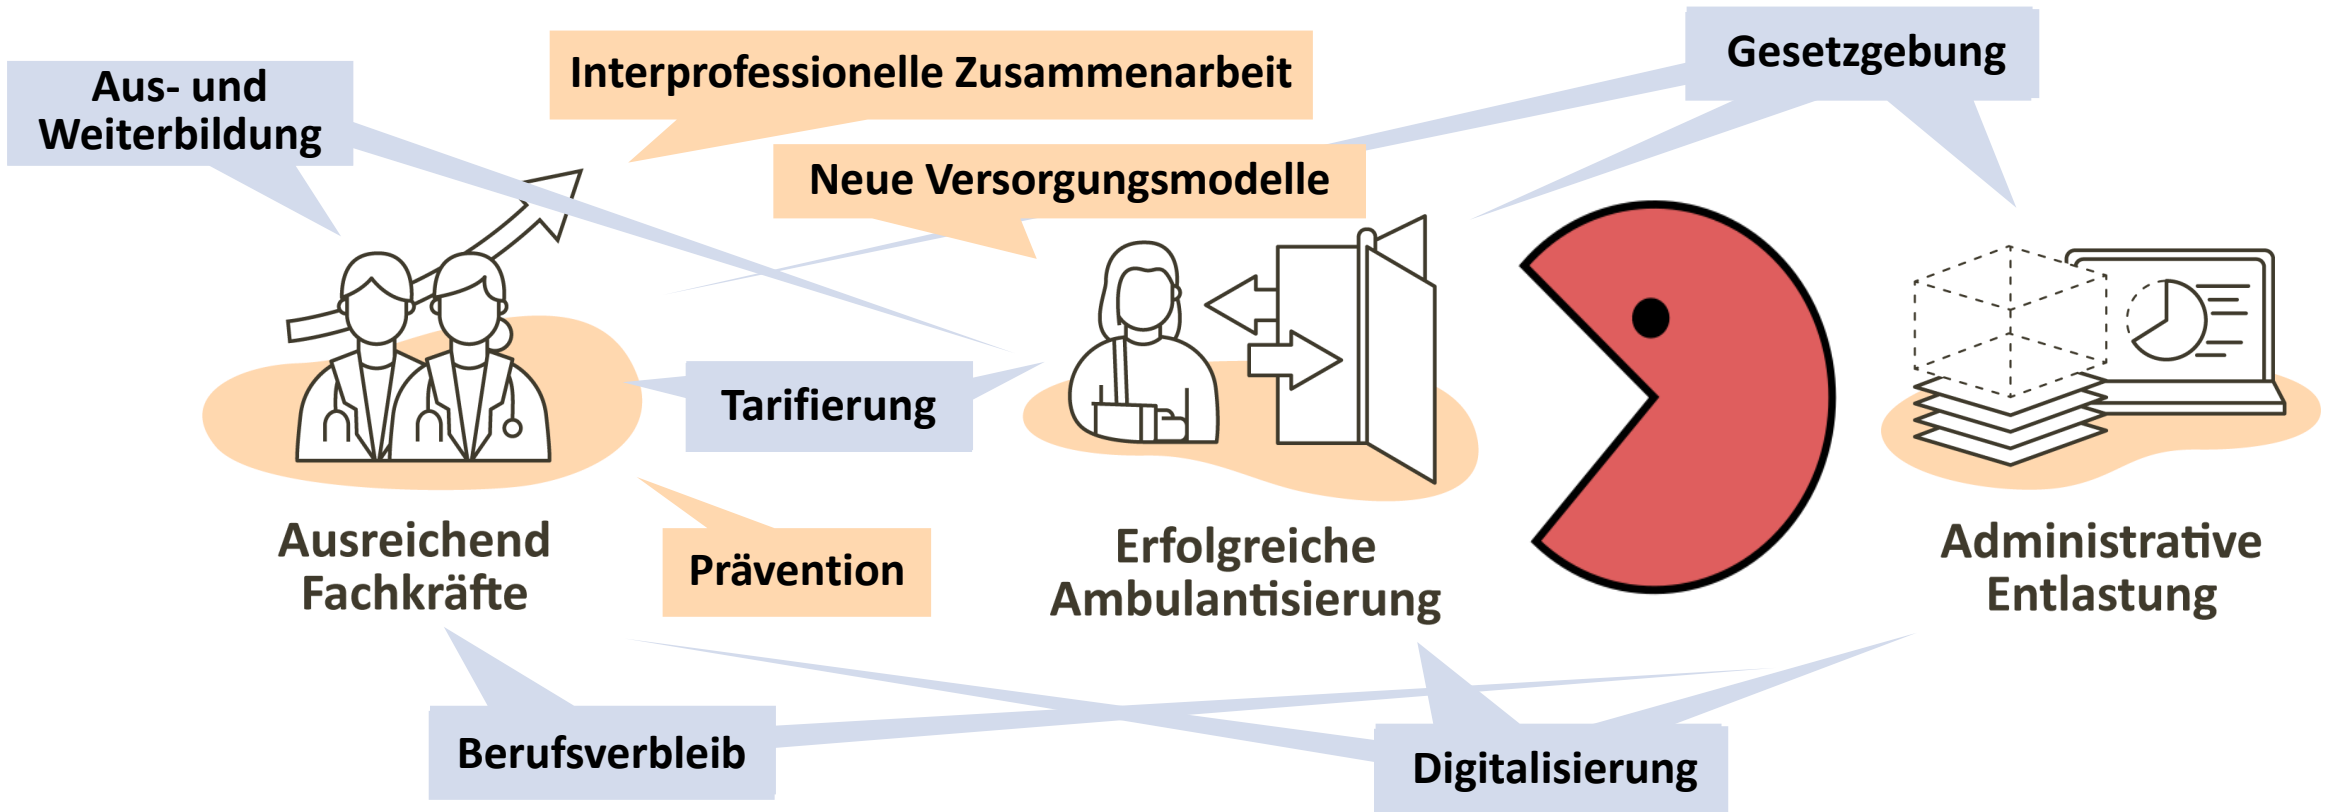 Aus- und
Weiterbildung
Interprofessionelle Zusammenarbeit
Gesetzgebung
Neue Versorgungsmodelle
Tarifierung
Ausreichend
Fachkräfte
Prävention
Erfolgreiche
Ambulantisierung
Administrative
Entlastung
Berufsverbleib
Digitalisierung